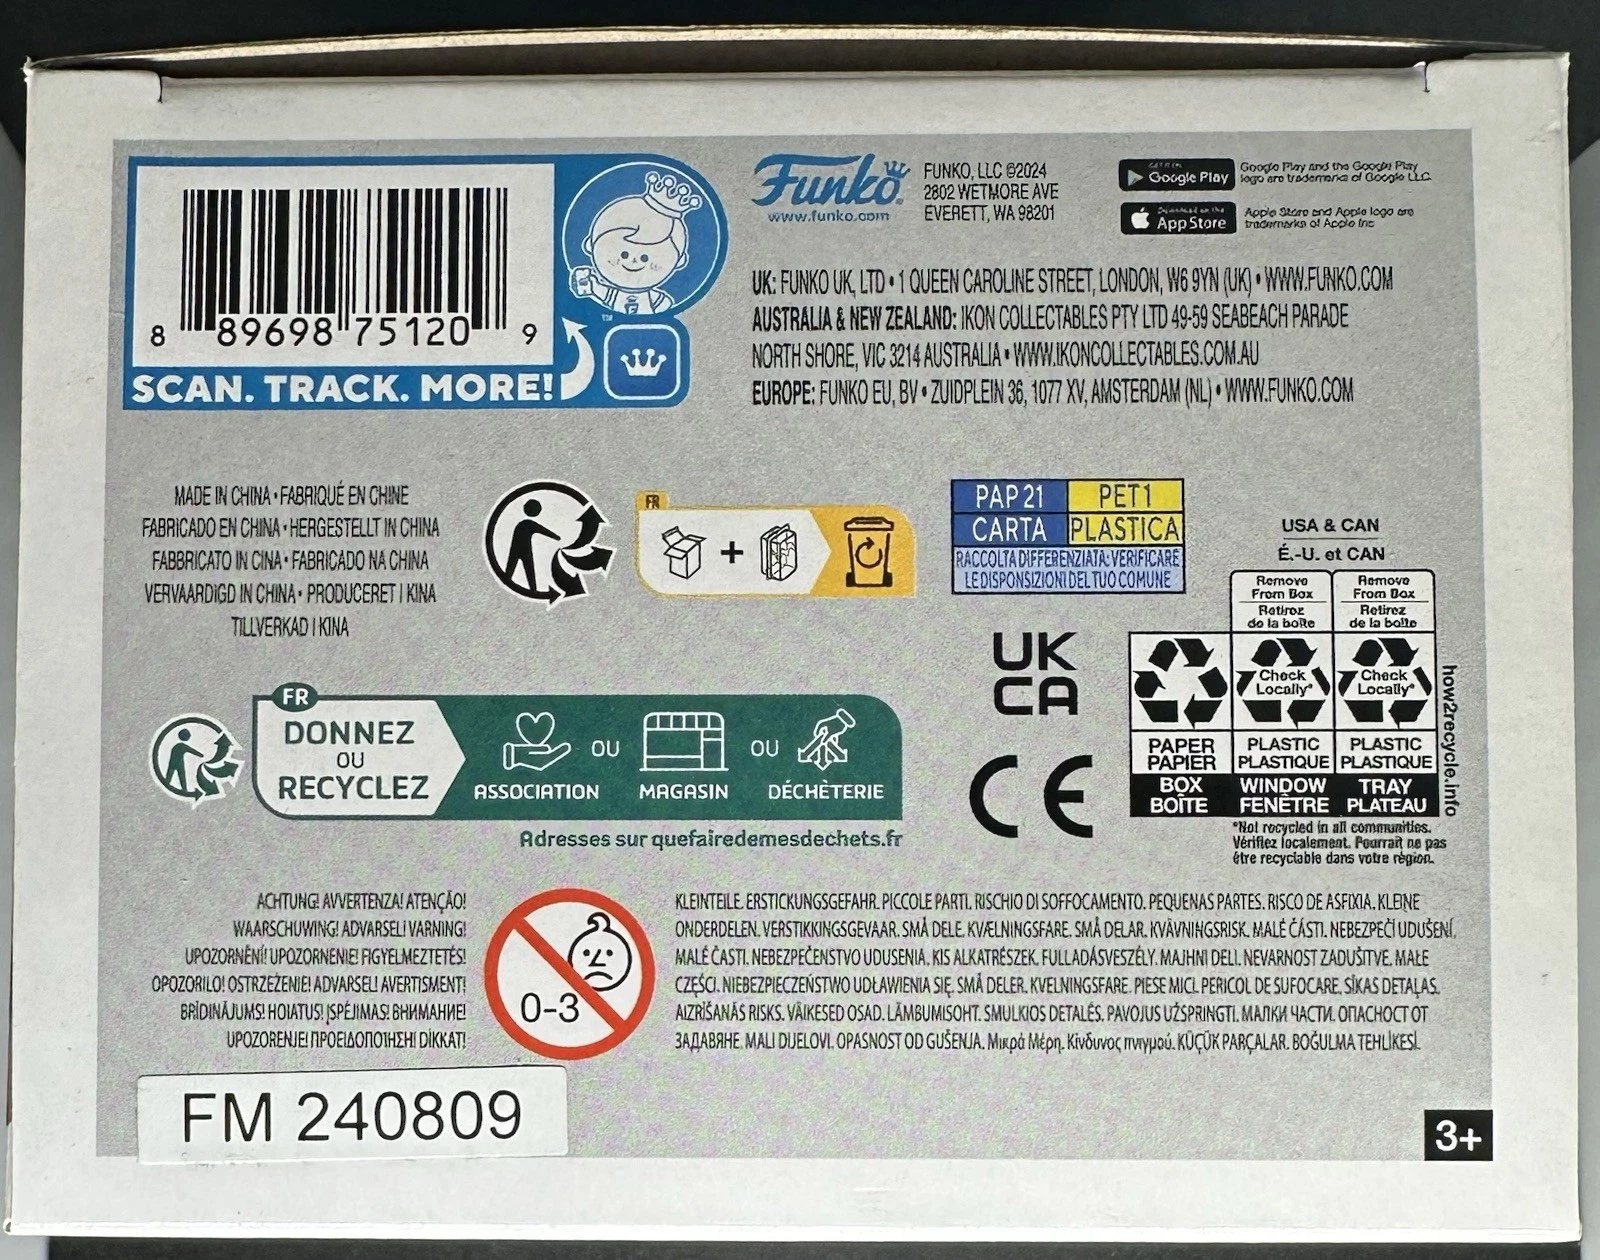 8 89698 75120 9
SCAN. TRACK. MORE!
TM
Funko
www.funko.com
FUNKO, LLC ©2024
2802 WETMORE AVE
EVERETT, WA 98201
GET IT ON
Google Play
Google Play and the Google Play
logo are trademarks of Google LLC.
Download on the
App Store
Apple Store and Apple logo are
trademarks of Apple Inc
UK: FUNKO UK, LTD • 1 QUEEN CAROLINE STREET, LONDON, W6 9YN (UK) • WWW.FUNKO.COM
AUSTRALIA & NEW ZEALAND: IKON COLLECTABLES PTY LTD 49-59 SEABEACH PARADE
NORTH SHORE, VIC 3214 AUSTRALIA • WWW.IKONCOLLECTABLES.COM.AU
EUROPE: FUNKO EU, BV • ZUIDPLEIN 36, 1077 XV, AMSTERDAM (NL) • WWW.FUNKO.COM
MADE IN CHINA • FABRIQUÉ EN CHINE
FABRICADO EN CHINA • HERGESTELLT IN CHINA
FABBRICATO IN CINA • FABRICADO NA CHINA
VERVAARDIGD IN CHINA • PRODUCERET I KINA
TILLVERKAD I KINA
FR
+
PAP 21 PET1
CARTA PLASTICA
RACCOLTA DIFFERENZIATA: VERIFICARE
LE DISPONSIZIONI DEL TUO COMUNE
FR
DONNEZ
OU
RECYCLEZ
ASSOCIATION
OU
MAGASIN
OU
DÉCHÈTERIE
Adresses sur quefairedemesdechets.fr
UK
CA
CE
USA & CAN
É.-U. et CAN
Remove Remove
From Box From Box
Retirez Retirez
de la boîte de la boîte
Check Check
Locally* Locally*
PAPER PLASTIC PLASTIC
PAPIER PLASTIQUE PLASTIQUE
BOX WINDOW TRAY
BOÎTE FENÊTRE PLATEAU
how2recycle.info
*Not recycled in all communities.
Vérifiez localement. Pourrait ne pas
être recyclable dans votre région.
ACHTUNG! AVVERTENZA! ATENÇÃO!
WAARSCHUWING! ADVARSEL! VARNING!
UPOZORNĚNÍ! UPOZORNENIE! FIGYELMEZTETÉS!
OPOZORILO! OSTRZEŻENIE! ADVARSEL! AVERTISMENT!
BRĪDINĀJUMS! HOIATUS! ĮSPĖJIMAS! ВНИМАНИЕ!
UPOZORENJE! ΠΡΟΕΙΔΟΠΟΙΗΣΗ! DİKKAT!
0-3
KLEINTEILE. ERSTICKUNGSGEFAHR. PICCOLE PARTI. RISCHIO DI SOFFOCAMENTO. PEQUENAS PARTES. RISCO DE ASFIXIA. KLEINE
ONDERDELEN. VERSTIKKINGSGEVAAR. SMÅ DELE. KVÆLNINGSFARE. SMÅ DELAR. KVÄVNINGSRISK. MALÉ ČÁSTI. NEBEZPEČÍ UDUŠENÍ.
MALÉ ČASTI. NEBEZPEČENSTVO UDUSENIA. KIS ALKATRÉSZEK. FULLADÁSVESZÉLY. MAJHNI DELI. NEVARNOST ZADUŠITVE. MAŁE
CZĘŚCI. NIEBEZPIECZEŃSTWO UDŁAWIENIA SIĘ. SMÅ DELER. KVELNINGSFARE. PIESE MICI. PERICOL DE SUFOCARE. SĪKAS DETAĻAS.
AIZRĪŠANĀS RISKS. VÄIKESED OSAD. LÄMBUMISOHT. SMULKIOS DETALĖS. PAVOJUS UŽSPRINGTI. МАЛКИ ЧАСТИ. ОПАСНОСТ ОТ
ЗАДАВЯНЕ. MALI DIJELOVI. OPASNOST OD GUŠENJA. Μικρά Μέρη. Κίνδυνος πνιγμού. KÜÇÜK PARÇALAR. BOĞULMA TEHLİKESİ.
FM 240809
3+